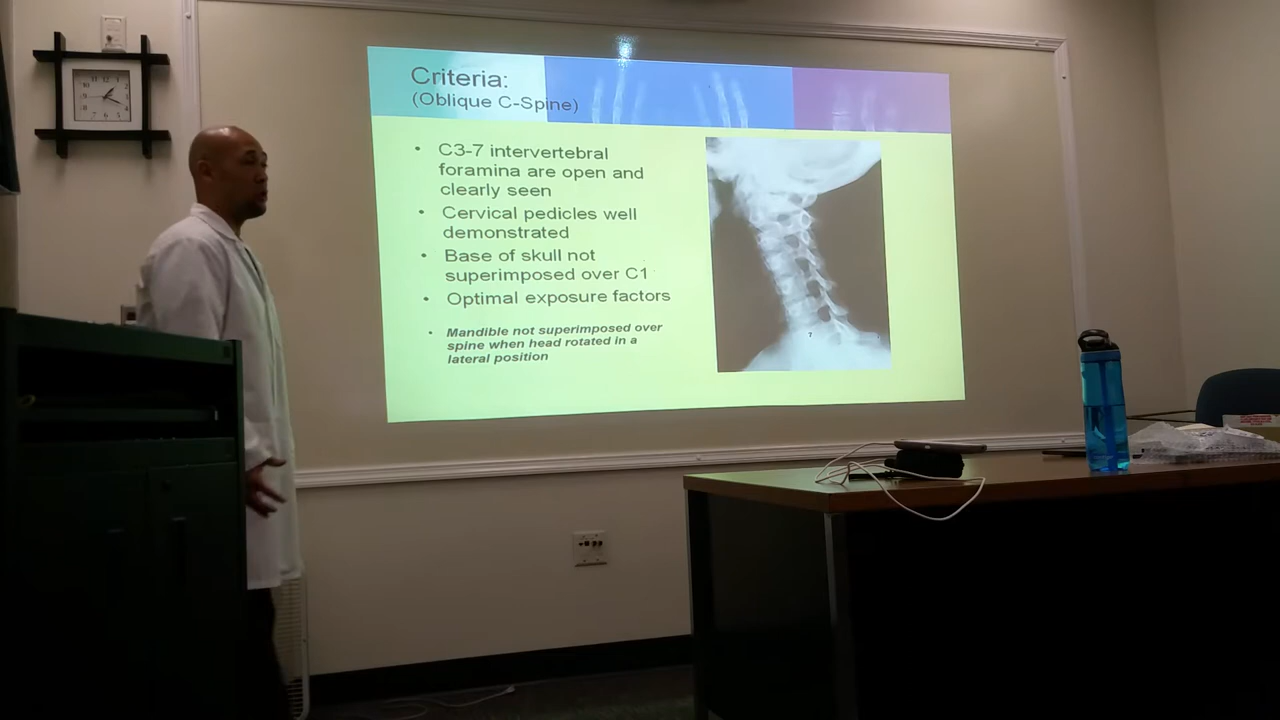 Criteria:
(Oblique C-Spine)
• C3-7 intervertebral
foramina are open and
clearly seen
• Cervical pedicles well
demonstrated
• Base of skull not
superimposed over C1
• Optimal exposure factors
• Mandible not superimposed over
spine when head rotated in a
lateral position
7